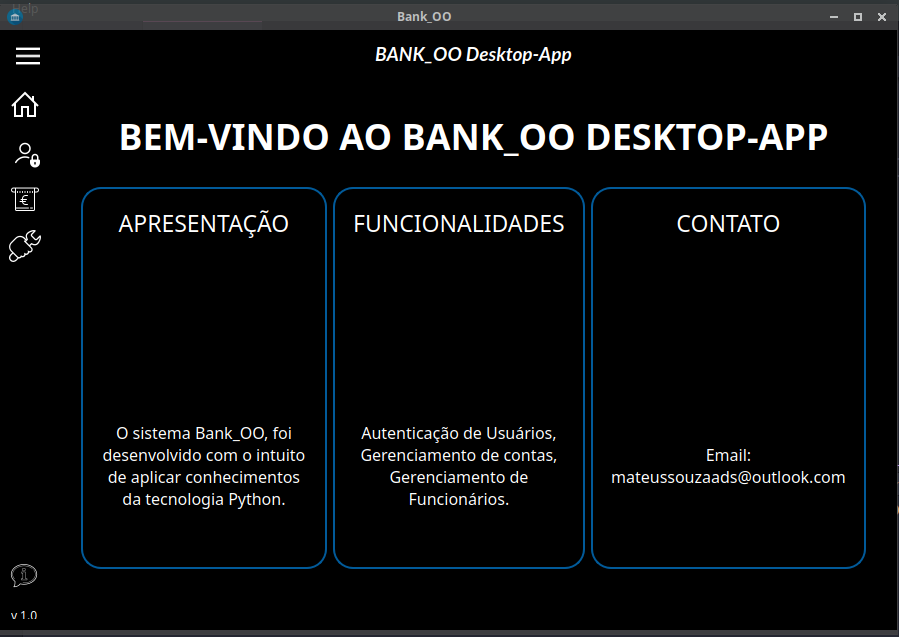 Help
Bank_OO
BANK_OO Desktop-App
BEM-VINDO AO BANK_OO DESKTOP-APP
APRESENTAÇÃO
O sistema Bank_OO, foi
desenvolvido com o intuito
de aplicar conhecimentos
da tecnologia Python.
FUNCIONALIDADES
Autenticação de Usuários,
Gerenciamento de contas,
Gerenciamento de
Funcionários.
CONTATO
Email:
mateussouzaads@outlook.com
v 1.0